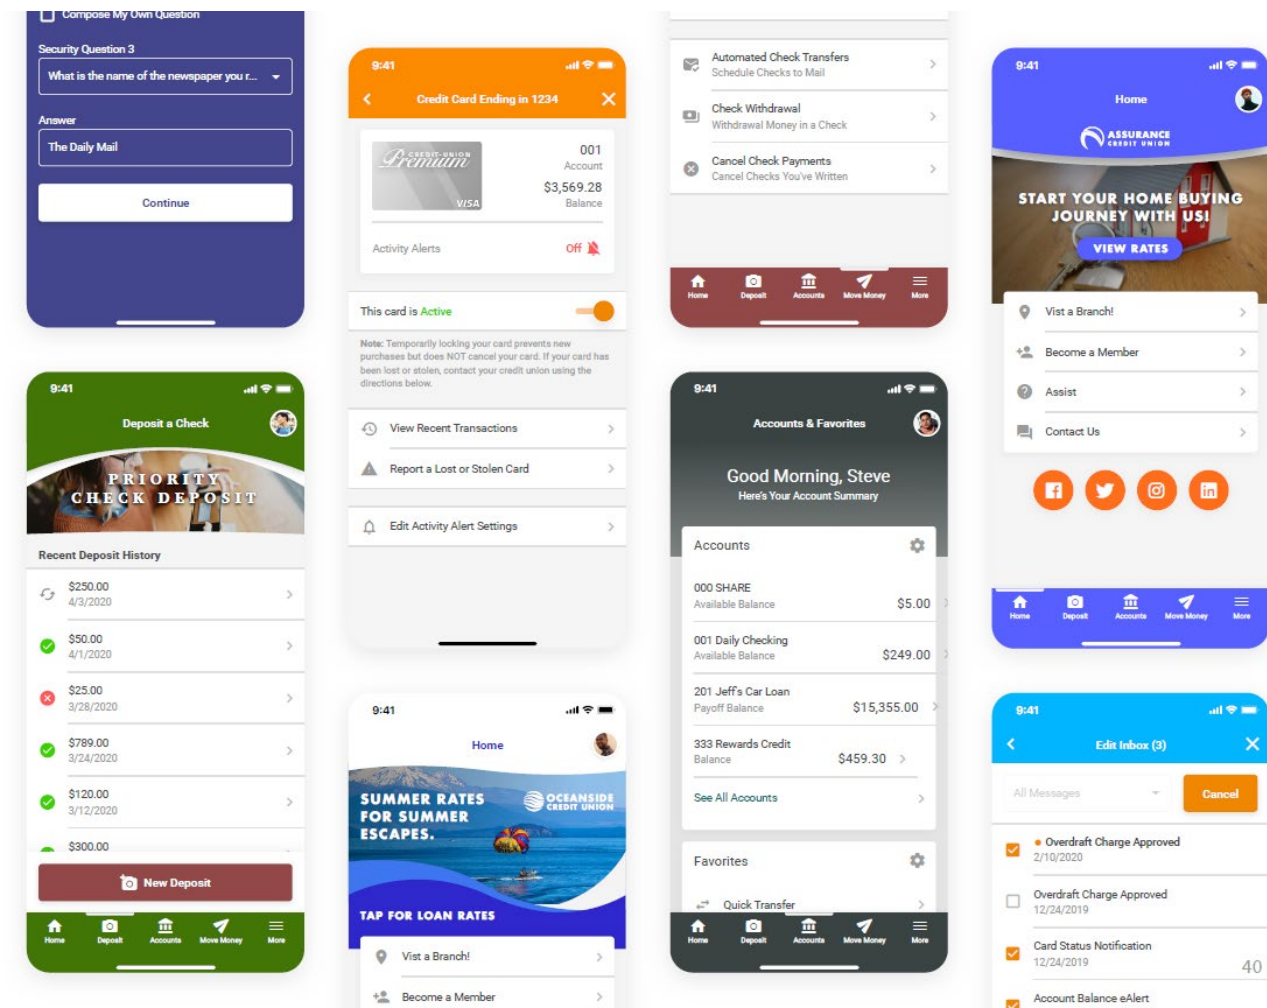 Compose My Own Question
Security Question 3
What is the name of the newspaper you r...
Answer
The Daily Mail
Continue
9:41
Deposit a Check
PRIORITY
CHECK DEPOSIT
Recent Deposit History
$250.00
4/3/2020
$50.00
4/1/2020
$25.00
3/28/2020
$789.00
3/24/2020
$120.00
3/12/2020
$300.00
New Deposit
Home Deposit Accounts Move Money More
9:41
Credit Card Ending in 1234
CREDIT-UNION
Premium
VISA
001
Account
$3,569.28
Balance
Activity Alerts Off
This card is Active
Note: Temporarily locking your card prevents new
purchases but does NOT cancel your card. If your card has
been lost or stolen, contact your credit union using the
directions below.
View Recent Transactions
Report a Lost or Stolen Card
Edit Activity Alert Settings
9:41
Home
SUMMER RATES
FOR SUMMER
ESCAPES.
OCEANSIDE
CREDIT UNION
TAP FOR LOAN RATES
Vist a Branch!
Become a Member
Automated Check Transfers
Schedule Checks to Mail
Check Withdrawal
Withdrawal Money in a Check
Cancel Check Payments
Cancel Checks You've Written
Home Deposit Accounts Move Money More
9:41
Accounts & Favorites
Good Morning, Steve
Here's Your Account Summary
Accounts
000 SHARE
Available Balance $5.00
001 Daily Checking
Available Balance $249.00
201 Jeff's Car Loan
Payoff Balance $15,355.00
333 Rewards Credit
Balance $459.30
See All Accounts
Favorites
Quick Transfer
Home Deposit Accounts Move Money More
9:41
Home
ASSURANCE
CREDIT UNION
START YOUR HOME BUYING
JOURNEY WITH US!
VIEW RATES
Vist a Branch!
Become a Member
Assist
Contact Us
Home Deposit Accounts Move Money More
9:41
Edit Inbox (3)
All Messages Cancel
Overdraft Charge Approved
2/10/2020
Overdraft Charge Approved
12/24/2019
Card Status Notification
12/24/2019
40
Account Balance eAlert